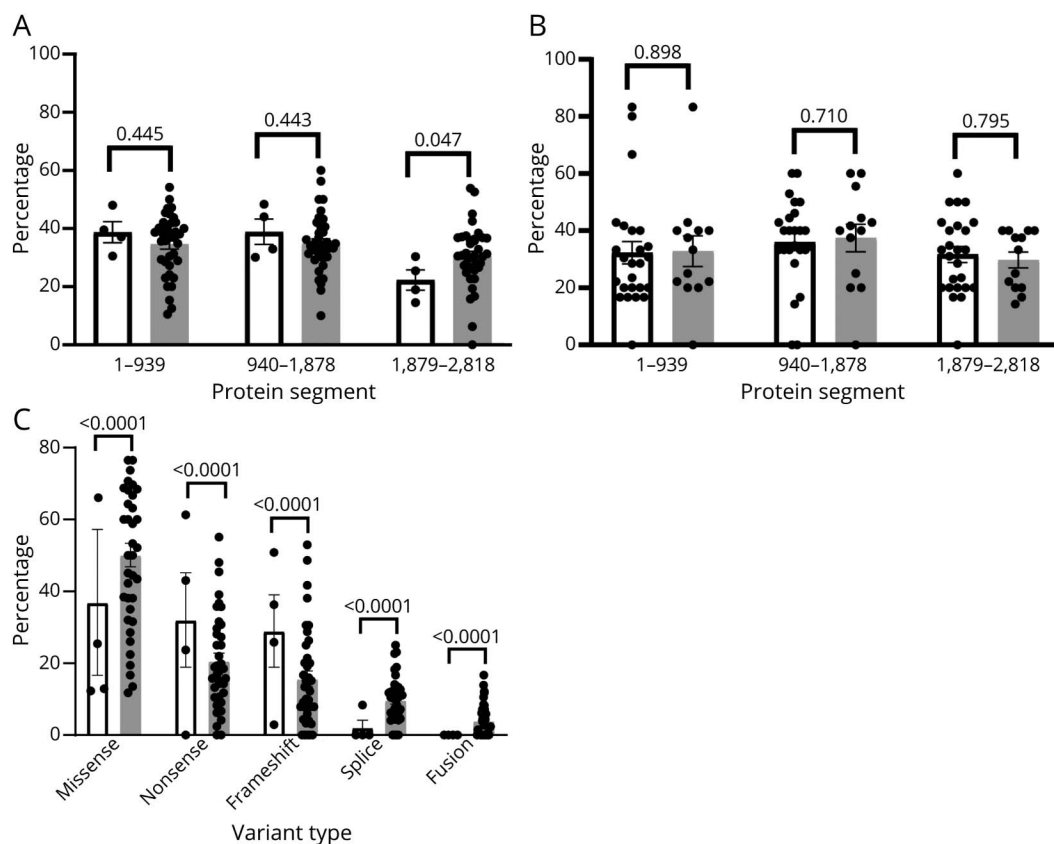 A
Percentage
100
80
60
40
20
0
0.445
0.443
0.047
1–939
940–1,878
1,879–2,818
Protein segment
B
Percentage
100
80
60
40
20
0
0.898
0.710
0.795
1–939
940–1,878
1,879–2,818
Protein segment
C
Percentage
80
60
40
20
0
<0.0001
<0.0001
<0.0001
<0.0001
<0.0001
Missense
Nonsense
Frameshift
Splice
Fusion
Variant type